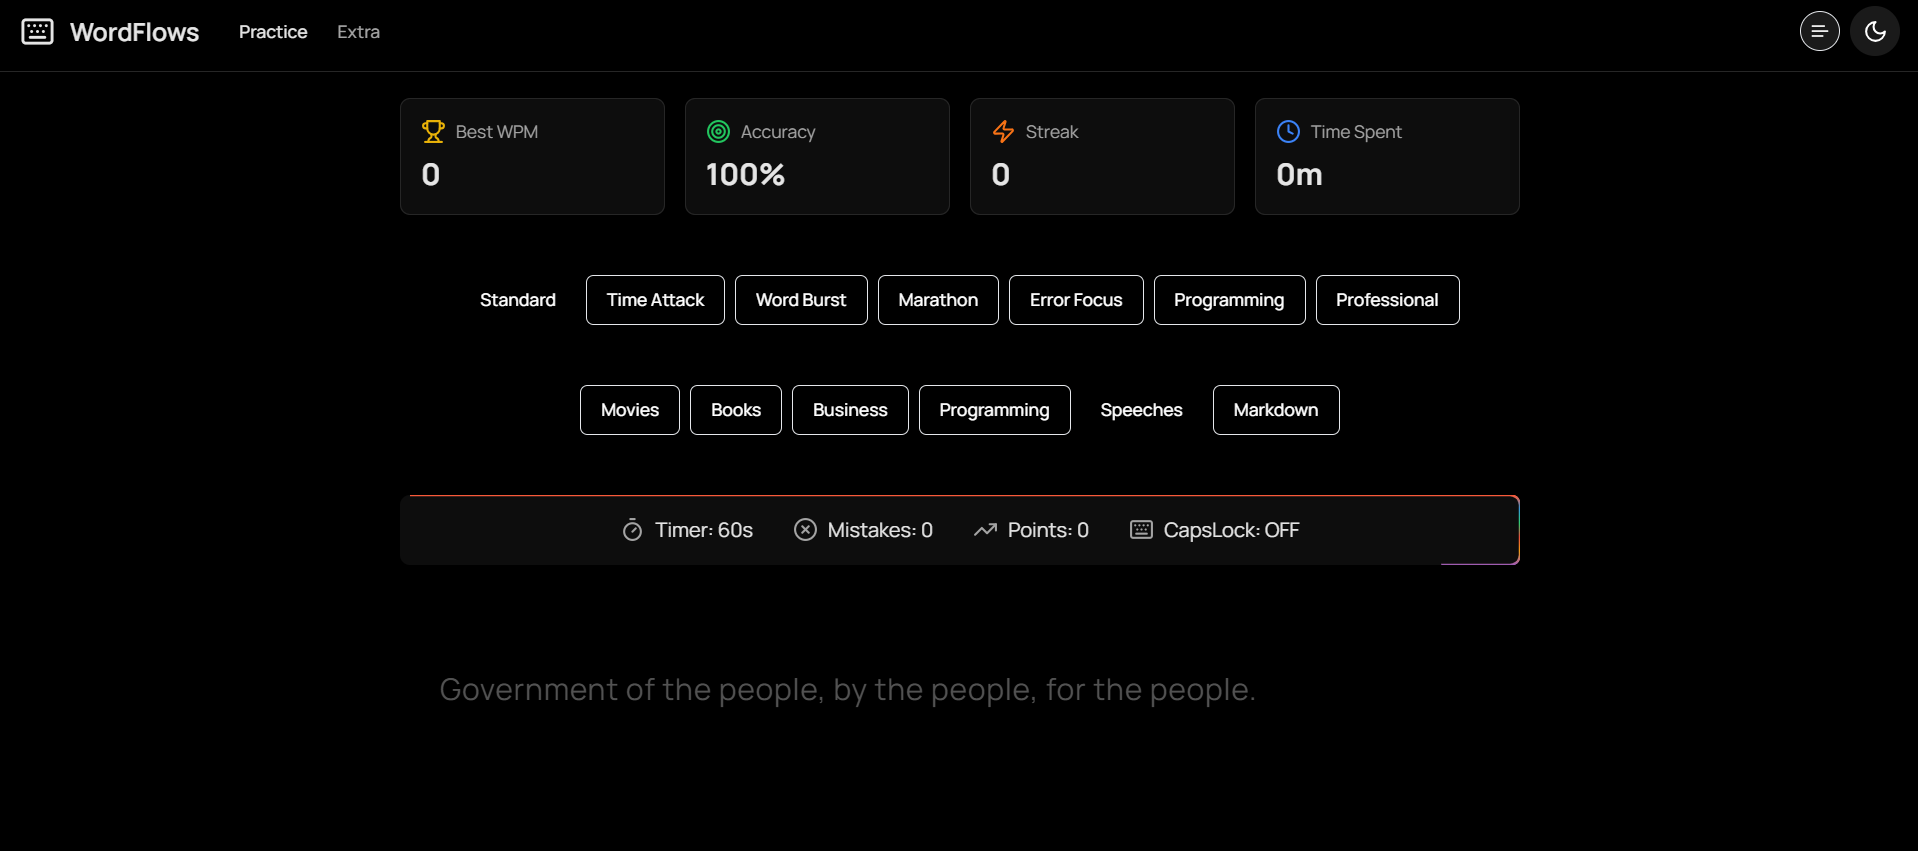 WordFlows Practice Extra
Best WPM
0
Accuracy
100%
Streak
0
Time Spent
0m
Standard Time Attack Word Burst Marathon Error Focus Programming Professional
Movies Books Business Programming Speeches Markdown
Timer: 60s Mistakes: 0 Points: 0 CapsLock: OFF
Government of the people, by the people, for the people.